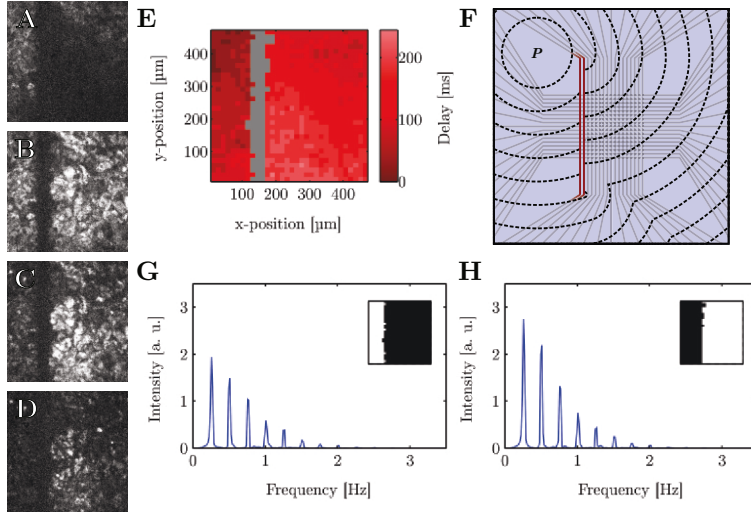 A
B
C
D
E
y-position [µm]
400
300
200
100
100 200 300 400
x-position [µm]
Delay [ms]
200
100
0
F
P
G
Intensity [a. u.]
3
2
1
0
0 1 2 3
Frequency [Hz]
H
Intensity [a. u.]
3
2
1
0
0 1 2 3
Frequency [Hz]